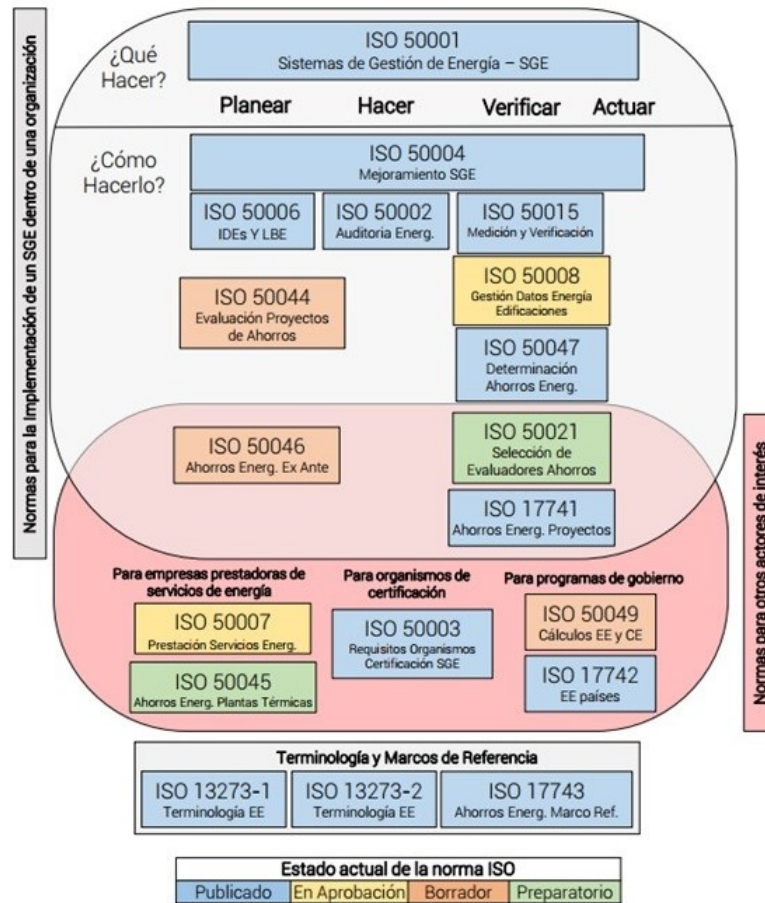 Normas para la Implementación de un SGE dentro de una organización
¿Qué
Hacer?
ISO 50001
Sistemas de Gestión de Energía – SGE
Planear Hacer Verificar Actuar
¿Cómo
Hacerlo?
ISO 50004
Mejoramiento SGE
ISO 50006
IDEs Y LBE
ISO 50002
Auditoria Energ.
ISO 50015
Medición y Verificación
ISO 50044
Evaluación Proyectos
de Ahorros
ISO 50008
Gestión Datos Energía
Edificaciones
ISO 50047
Determinación
Ahorros Energ.
ISO 50046
Ahorros Energ. Ex Ante
ISO 50021
Selección de
Evaluadores Ahorros
ISO 17741
Ahorros Energ. Proyectos
Normas para otros actores de interés
Para empresas prestadoras de
servicios de energía
ISO 50007
Prestación Servicios Energ.
ISO 50045
Ahorros Energ. Plantas Térmicas
Para organismos de
certificación
ISO 50003
Requisitos Organismos
Certificación SGE
Para programas de gobierno
ISO 50049
Cálculos EE y CE
ISO 17742
EE países
Terminología y Marcos de Referencia
ISO 13273-1
Terminología EE
ISO 13273-2
Terminología EE
ISO 17743
Ahorros Energ. Marco Ref.
Estado actual de la norma ISO
Publicado En Aprobación Borrador Preparatorio